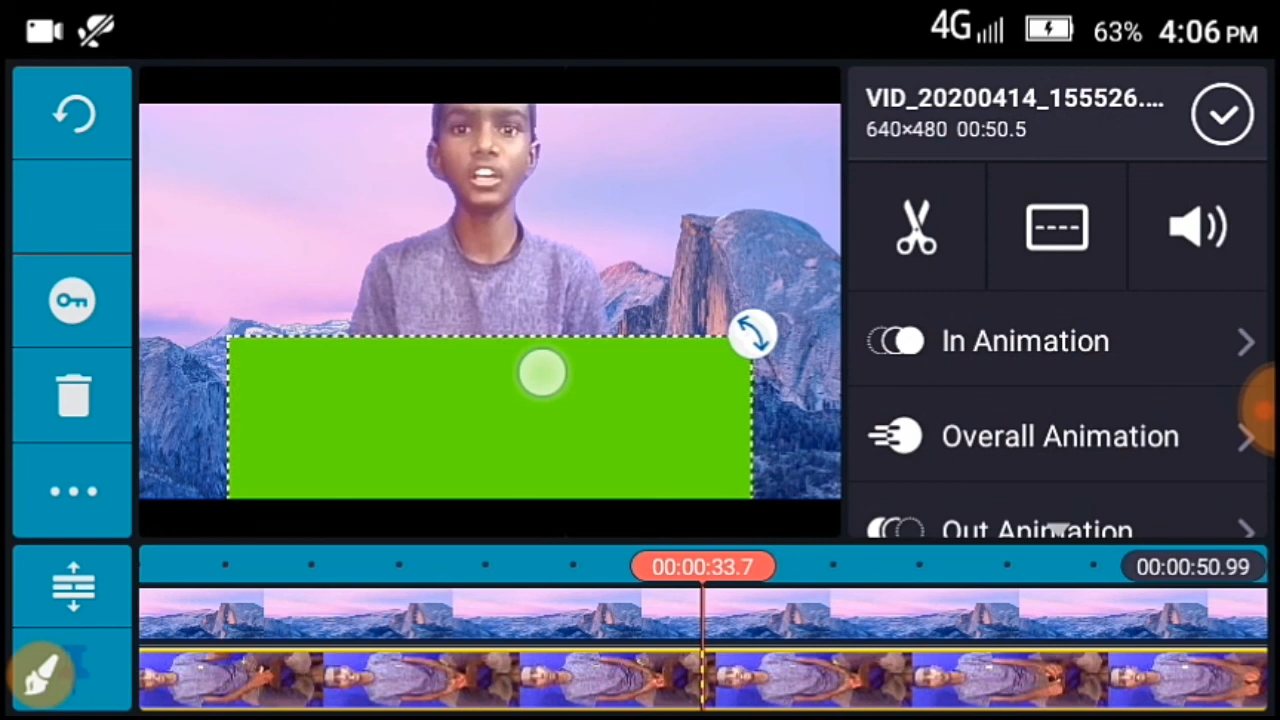 4G 63% 4:06 PM
VID_20200414_155526....
640×480 00:50.5
In Animation
Overall Animation
Out Animation
00:00:33.7
00:00:50.99